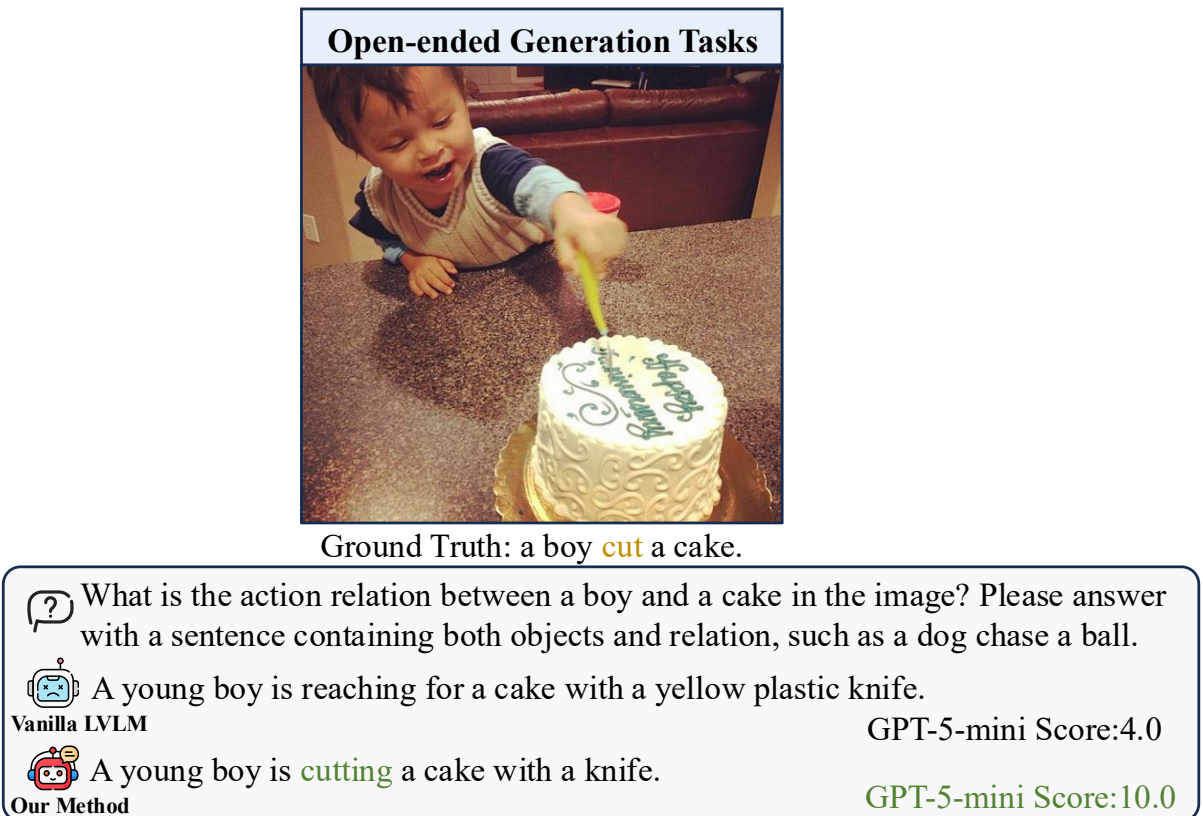 Open-ended Generation Tasks
Happy
Anniversary
Ground Truth: a boy cut a cake.
What is the action relation between a boy and a cake in the image? Please answer
with a sentence containing both objects and relation, such as a dog chase a ball.
A young boy is reaching for a cake with a yellow plastic knife.
Vanilla LVLM
GPT-5-mini Score:4.0
A young boy is cutting a cake with a knife.
Our Method
GPT-5-mini Score:10.0